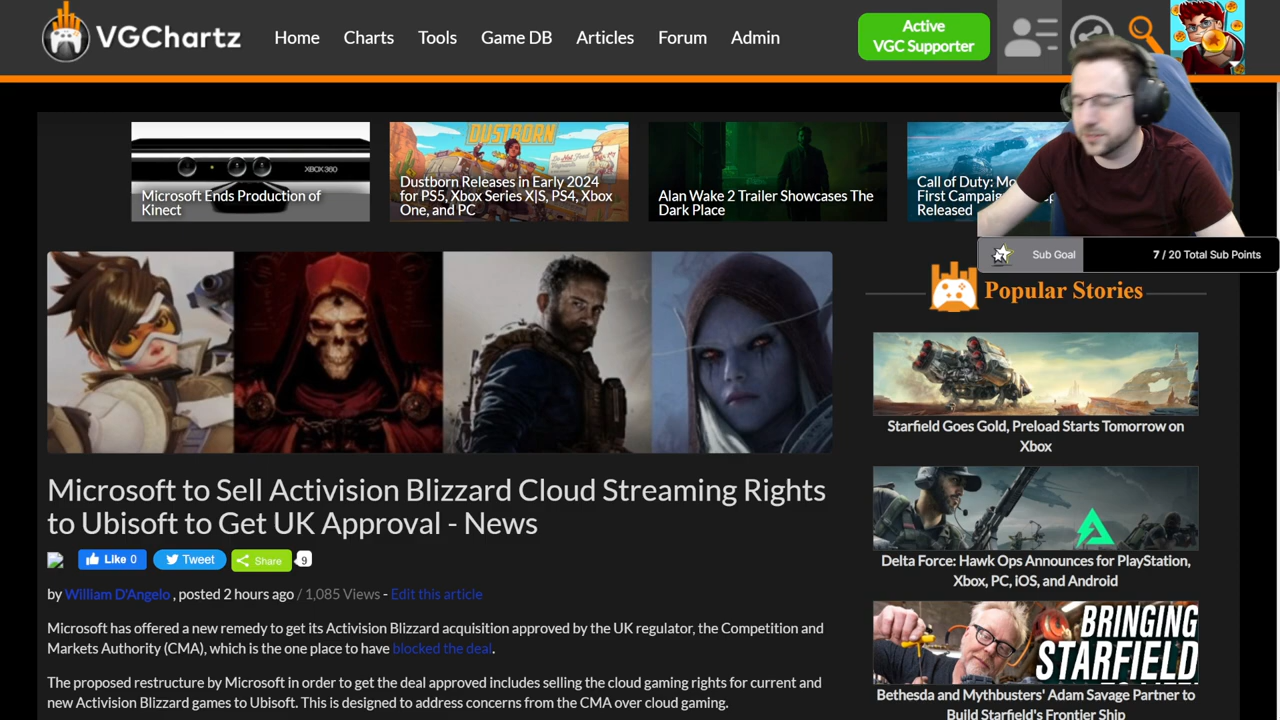 VGChartz
Home
Charts
Tools
Game DB
Articles
Forum
Admin
Active
VGC Supporter
XBOX 360
Microsoft Ends Production of
Kinect
DUSTBORN
Dustborn Releases in Early 2024
for PS5, Xbox Series X|S, PS4, Xbox
One, and PC
Alan Wake 2 Trailer Showcases The
Dark Place
Call of Duty:
First
Released
Sub Goal
7 / 20 Total Sub Points
Popular Stories
Starfield Goes Gold, Preload Starts Tomorrow on
Xbox
Delta Force: Hawk Ops Announces for PlayStation,
Xbox, PC, iOS, and Android
BRINGING
STARFIELD
Bethesda and Mythbusters' Adam Savage Partner to
Build Starfield's Frontier Ship
Microsoft to Sell Activision Blizzard Cloud Streaming Rights
to Ubisoft to Get UK Approval - News
Like 0
Tweet
Share
9
by William D'Angelo , posted 2 hours ago / 1,085 Views - Edit this article
Microsoft has offered a new remedy to get its Activision Blizzard acquisition approved by the UK regulator, the Competition and
Markets Authority (CMA), which is the one place to have blocked the deal.
The proposed restructure by Microsoft in order to get the deal approved includes selling the cloud gaming rights for current and
new Activision Blizzard games to Ubisoft. This is designed to address concerns from the CMA over cloud gaming.